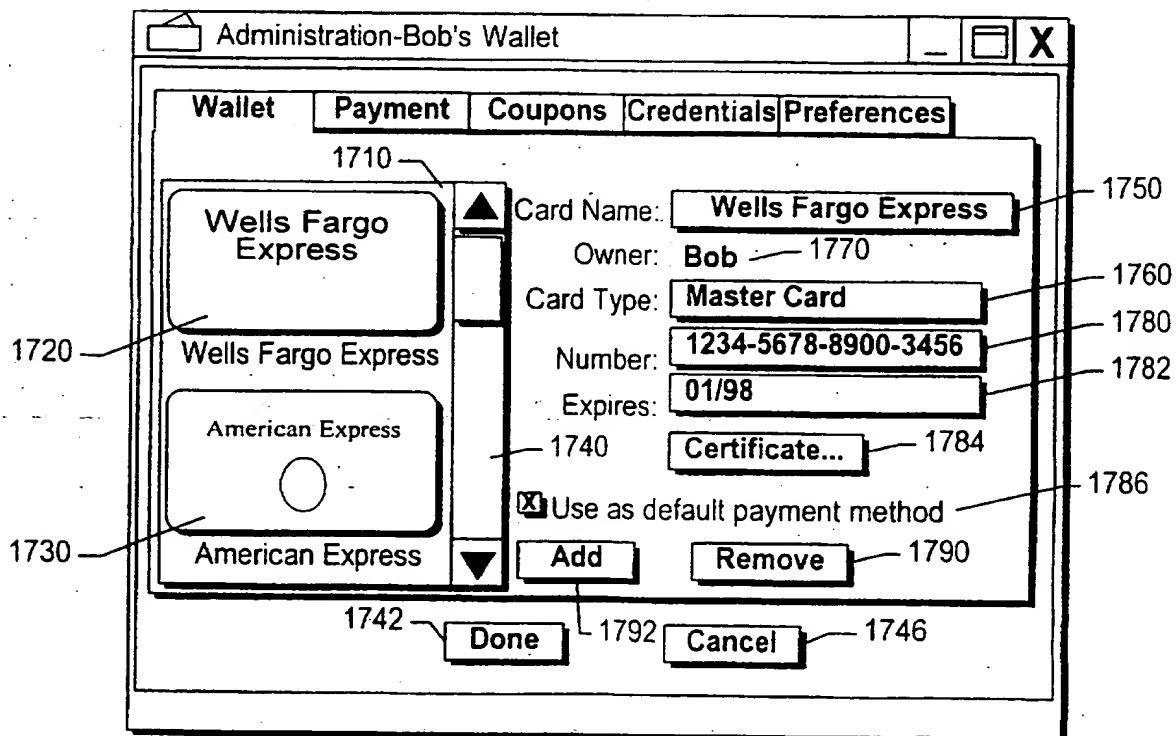 Administration-Bob's Wallet _ X
Wallet Payment Coupons Credentials Preferences
1710
Wells Fargo
Express
Wells Fargo Express
1720
American Express
American Express
1730
1740
Card Name: Wells Fargo Express 1750
Owner: Bob 1770
Card Type: Master Card 1760
Number: 1234-5678-8900-3456 1780
Expires: 01/98 1782
Certificate... 1784
X Use as default payment method 1786
Add Remove 1790
1742 Done 1792 Cancel 1746